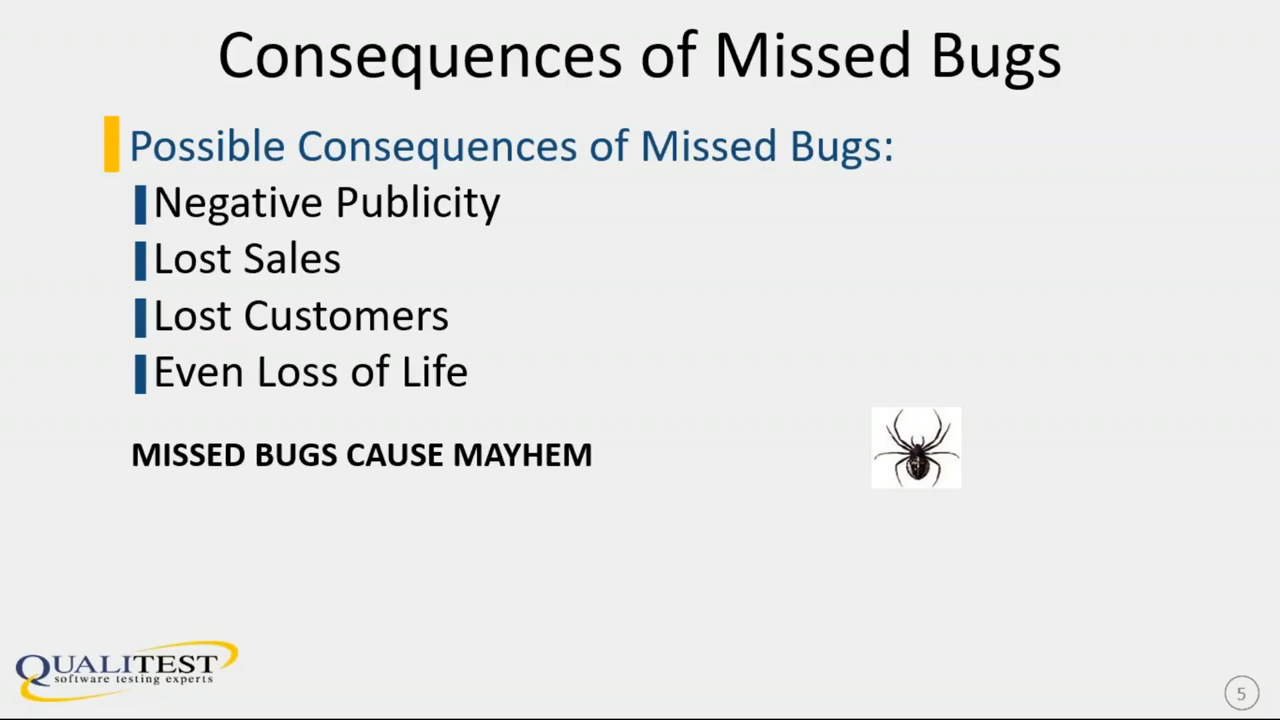 Consequences of Missed Bugs
Possible Consequences of Missed Bugs:
Negative Publicity
Lost Sales
Lost Customers
Even Loss of Life
MISSED BUGS CAUSE MAYHEM
QUALITEST
software testing experts
5